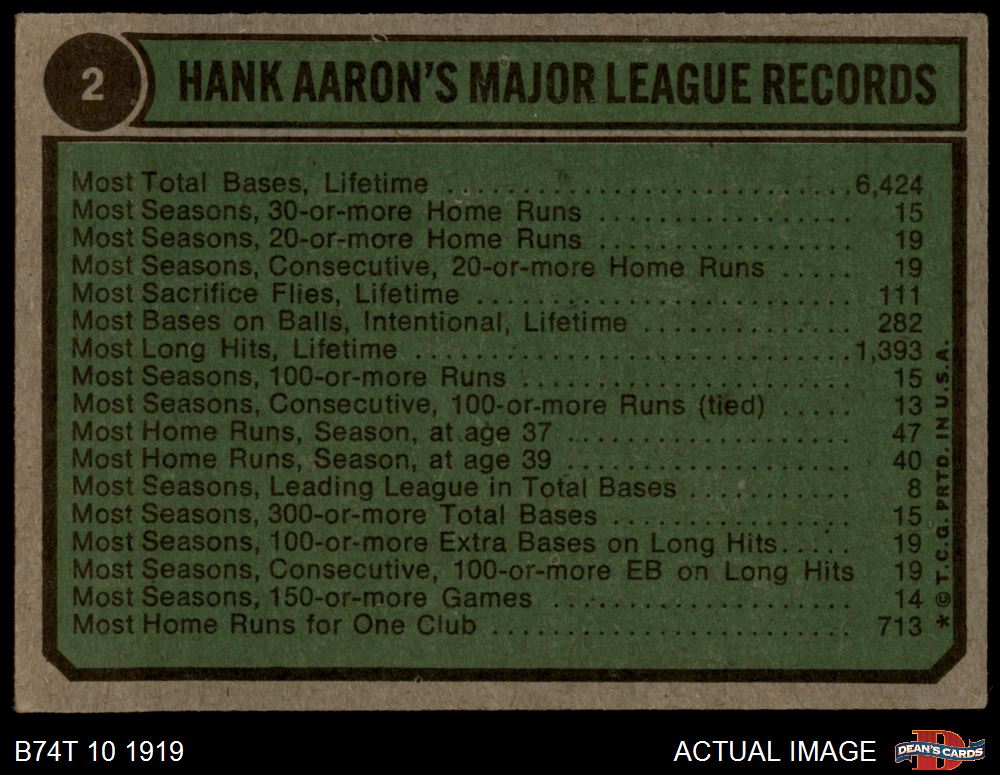 2
HANK AARON'S MAJOR LEAGUE RECORDS
Most Total Bases, Lifetime . . . . . . . . . . . . . . . . . . . . . . . . . . . 6,424
Most Seasons, 30-or-more Home Runs . . . . . . . . . . . . . . . . . 15
Most Seasons, 20-or-more Home Runs . . . . . . . . . . . . . . . . . 19
Most Seasons, Consecutive, 20-or-more Home Runs . . . . . 19
Most Sacrifice Flies, Lifetime . . . . . . . . . . . . . . . . . . . . . . . . . 111
Most Bases on Balls, Intentional, Lifetime . . . . . . . . . . . . . . 282
Most Long Hits, Lifetime . . . . . . . . . . . . . . . . . . . . . . . . . . . . . 1,393
Most Seasons, 100-or-more Runs . . . . . . . . . . . . . . . . . . . . . . 15
Most Seasons, Consecutive, 100-or-more Runs (tied) . . . . . 13
Most Home Runs, Season, at age 37 . . . . . . . . . . . . . . . . . . . 47
Most Home Runs, Season, at age 39 . . . . . . . . . . . . . . . . . . . 40
Most Seasons, Leading League in Total Bases . . . . . . . . . . . 8
Most Seasons, 300-or-more Total Bases . . . . . . . . . . . . . . . . 15
Most Seasons, 100-or-more Extra Bases on Long Hits . . . . . 19
Most Seasons, Consecutive, 100-or-more EB on Long Hits 19
Most Seasons, 150-or-more Games . . . . . . . . . . . . . . . . . . . . 14
Most Home Runs for One Club . . . . . . . . . . . . . . . . . . . . . . . . 713
* © T.C.G. PRTD. IN U.S.A.
B74T 10 1919
ACTUAL IMAGE
D
DEAN'S CARDS